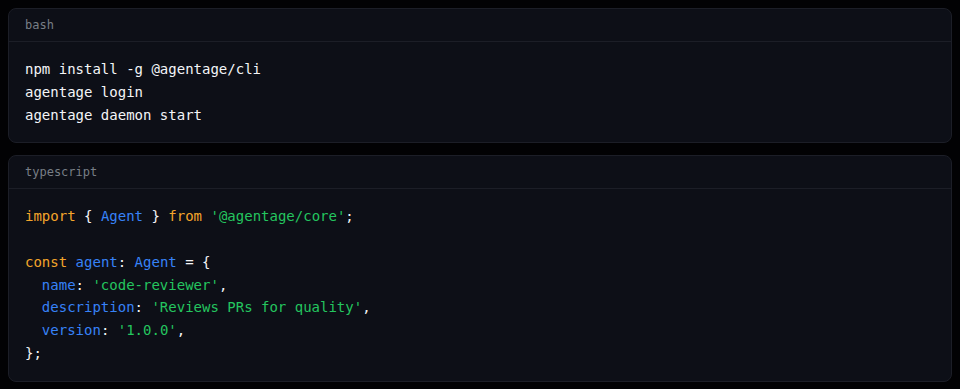 bash
npm install -g @agentage/cli
agentage login
agentage daemon start
typescript
import { Agent } from '@agentage/core';
const agent: Agent = {
  name: 'code-reviewer',
  description: 'Reviews PRs for quality',
  version: '1.0.0',
};